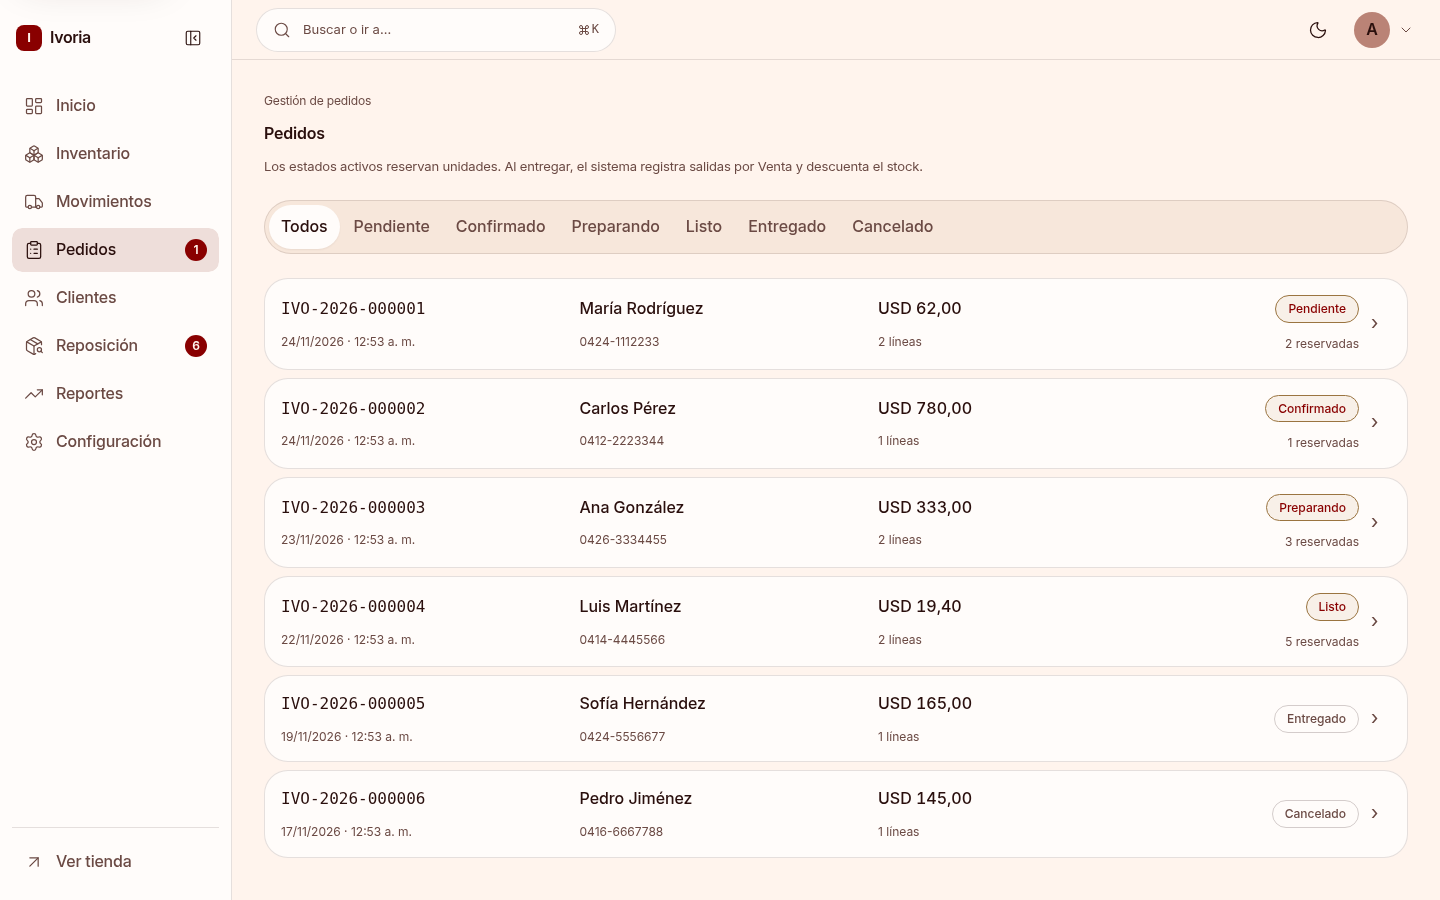 I Ivoria
Buscar o ir a...
⌘K
A
Inicio
Inventario
Movimientos
Pedidos 1
Clientes
Reposición 6
Reportes
Configuración
Ver tienda
Gestión de pedidos
Pedidos
Los estados activos reservan unidades. Al entregar, el sistema registra salidas por Venta y descuenta el stock.
Todos Pendiente Confirmado Preparando Listo Entregado Cancelado
IVO-2026-000001 María Rodríguez USD 62,00 Pendiente
24/11/2026 · 12:53 a. m. 0424-1112233 2 líneas 2 reservadas
IVO-2026-000002 Carlos Pérez USD 780,00 Confirmado
24/11/2026 · 12:53 a. m. 0412-2223344 1 líneas 1 reservadas
IVO-2026-000003 Ana González USD 333,00 Preparando
23/11/2026 · 12:53 a. m. 0426-3334455 2 líneas 3 reservadas
IVO-2026-000004 Luis Martínez USD 19,40 Listo
22/11/2026 · 12:53 a. m. 0414-4445566 2 líneas 5 reservadas
IVO-2026-000005 Sofía Hernández USD 165,00 Entregado
19/11/2026 · 12:53 a. m. 0424-5556677 1 líneas
IVO-2026-000006 Pedro Jiménez USD 145,00 Cancelado
17/11/2026 · 12:53 a. m. 0416-6667788 1 líneas